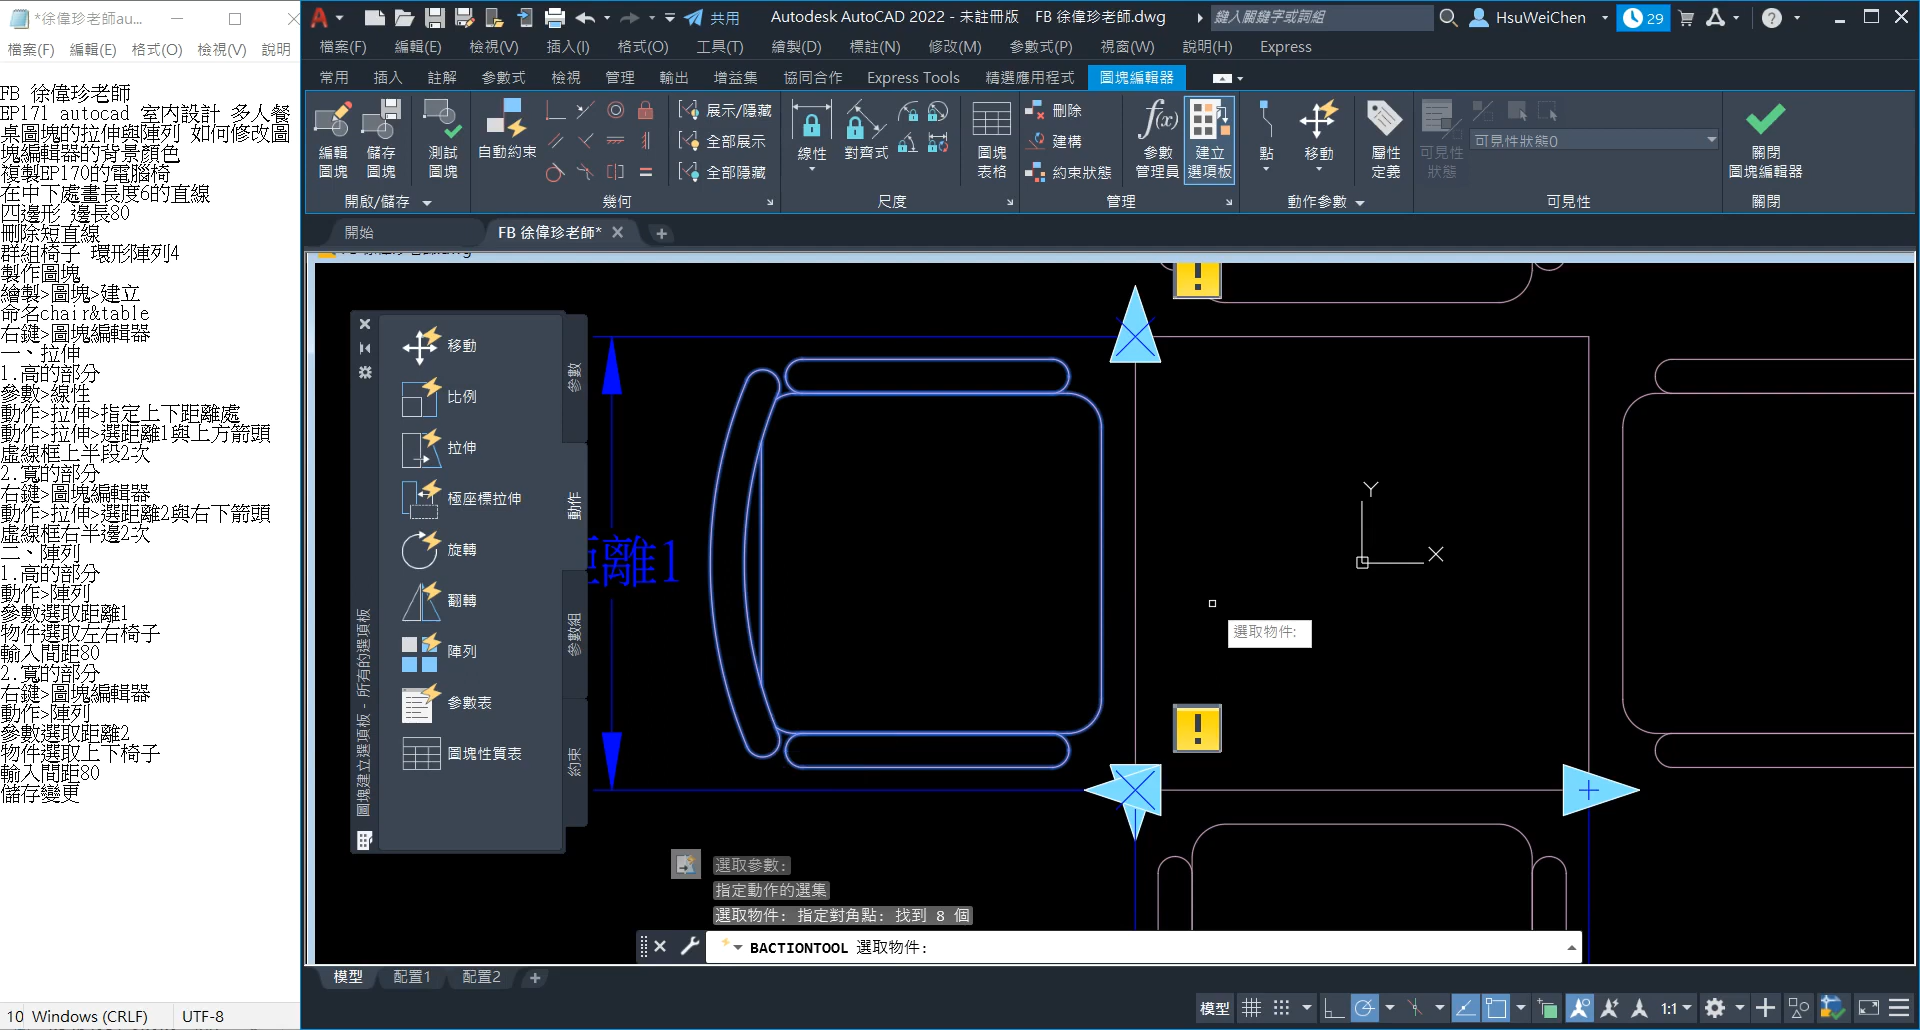 *徐偉珍老師au...
檔案(F) 編輯(E) 格式(O) 檢視(V) 說明
FB 徐偉珍老師
EP171 autocad 室內設計 多人餐
桌圖塊的拉伸與陣列 如何修改圖
塊編輯器的背景顏色
複製EP170的電腦椅
在中下處畫長度6的直線
四邊形 邊長80
刪除短直線
群組椅子 環形陣列4
製作圖塊
繪製>圖塊>建立
命名chair&table
右鍵>圖塊編輯器
一、拉伸
1.高的部分
參數>線性
動作>拉伸>指定上下距離處
動作>拉伸>選距離1與上方箭頭
虛線框上半段2次
2.寬的部分
右鍵>圖塊編輯器
動作>拉伸>選距離2與右下箭頭
虛線框右半邊2次
二、陣列
1.高的部分
動作>陣列
參數選取距離1
物件選取左右椅子
輸入間距80
2.寬的部分
右鍵>圖塊編輯器
動作>陣列
參數選取距離2
物件選取上下椅子
輸入間距80
儲存變更
10 Windows (CRLF) UTF-8
共用 Autodesk AutoCAD 2022 - 未註冊版 FB 徐偉珍老師.dwg 鍵入關鍵字或詞組 HsuWeiChen 29
檔案(F) 編輯(E) 檢視(V) 插入(I) 格式(O) 工具(T) 繪製(D) 標註(N) 修改(M) 參數式(P) 視窗(W) 說明(H) Express
常用 插入 註解 參數式 檢視 管理 輸出 增益集 協同合作 Express Tools 精選應用程式 圖塊編輯器
編輯圖塊 儲存圖塊 測試圖塊 自動約束 展示/隱藏 全部展示 全部隱藏 線性 對齊式 圖塊表格 刪除 建構 約束狀態 參數管理員 建立選項板 點 移動 屬性定義 可見性狀態 可見性狀態0 關閉圖塊編輯器
開啟/儲存 幾何 尺度 管理 動作參數 可見性 關閉
開始 FB 徐偉珍老師*
移動
比例
拉伸
極座標拉伸
旋轉
翻轉
陣列
參數表
圖塊性質表
參數
動作
參數組
約束
圖塊建立選項板 - 所有的選項板
距離1
Y
X
選取物件:
選取參數:
指定動作的選集
選取物件: 指定對角點: 找到 8 個
BACTIONTOOL 選取物件:
模型 配置1 配置2
模型 1:1